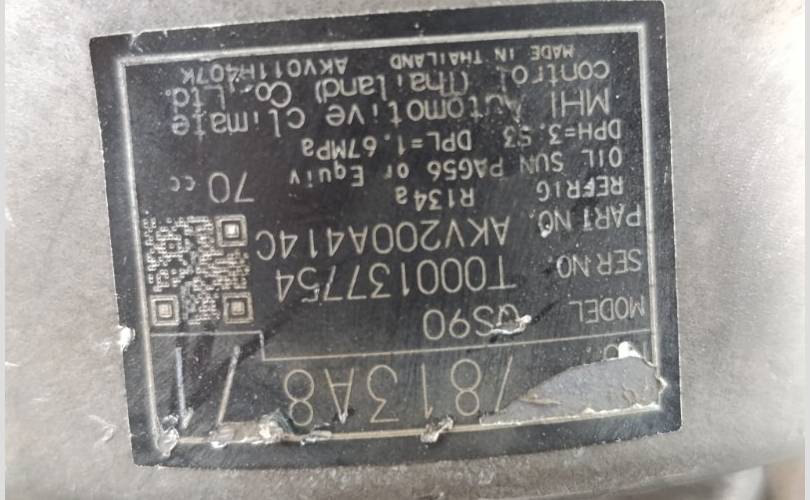 7813A8
MODEL QS90
SER.NO T000137754
PART NO. AKV200A414C
REFRIG R134a 70 cc
OIL SUN PAG56 or Equiv
DPH=3.53 DPL=1.67MPa
MHI Automotive Climate
Control (Thailand) Co., Ltd.
MADE IN THAILAND AKV011H407K